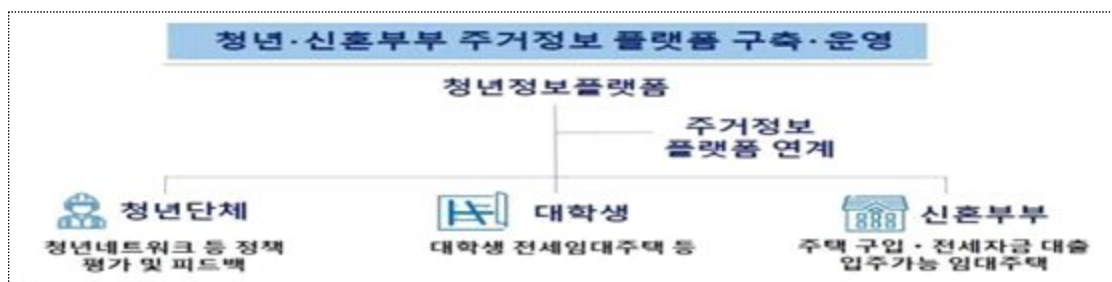 청년·신혼부부 주거정보 플랫폼 구축·운영
청년정보플랫폼
주거정보
플랫폼 연계
청년단체
청년네트워크 등 정책
평가 및 피드백
대학생
대학생 전세임대주택 등
신혼부부
주택 구입·전세자금 대출
입주가능 임대주택